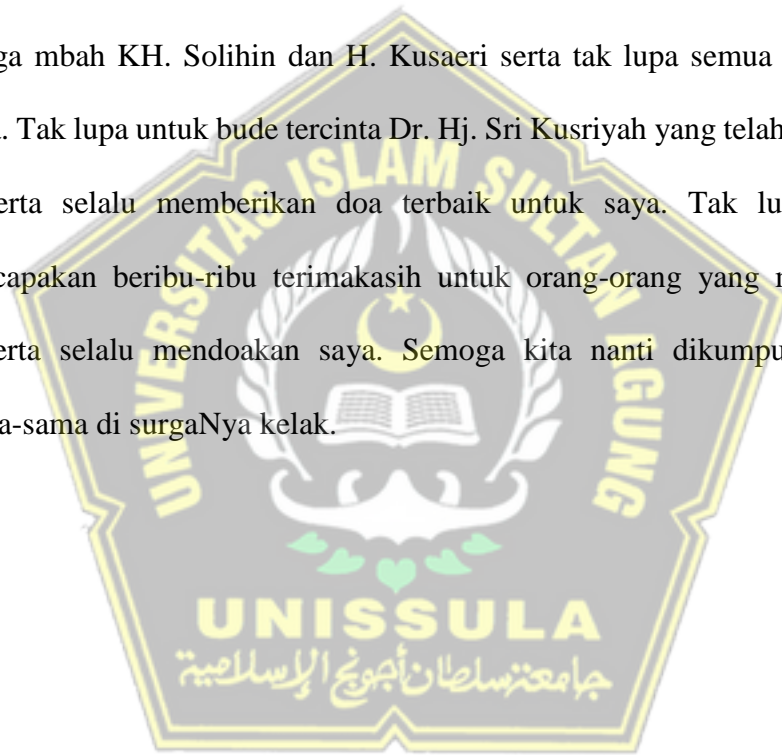 ga mbah KH. Solihin dan H. Kusaeri serta tak lupa semua
. Tak lupa untuk bude tercinta Dr. Hj. Sri Kusriyah yang telah
erta selalu memberikan doa terbaik untuk saya. Tak lu
capakan beribu-ribu terimakasih untuk orang-orang yang
erta selalu mendoakan saya. Semoga kita nanti dikumpu
a-sama di surgaNya kelak.
UNIVERSITAS ISLAM SULTAN AGUNG
UNISSULA
جامعة سلطان أجونج الإسلامية